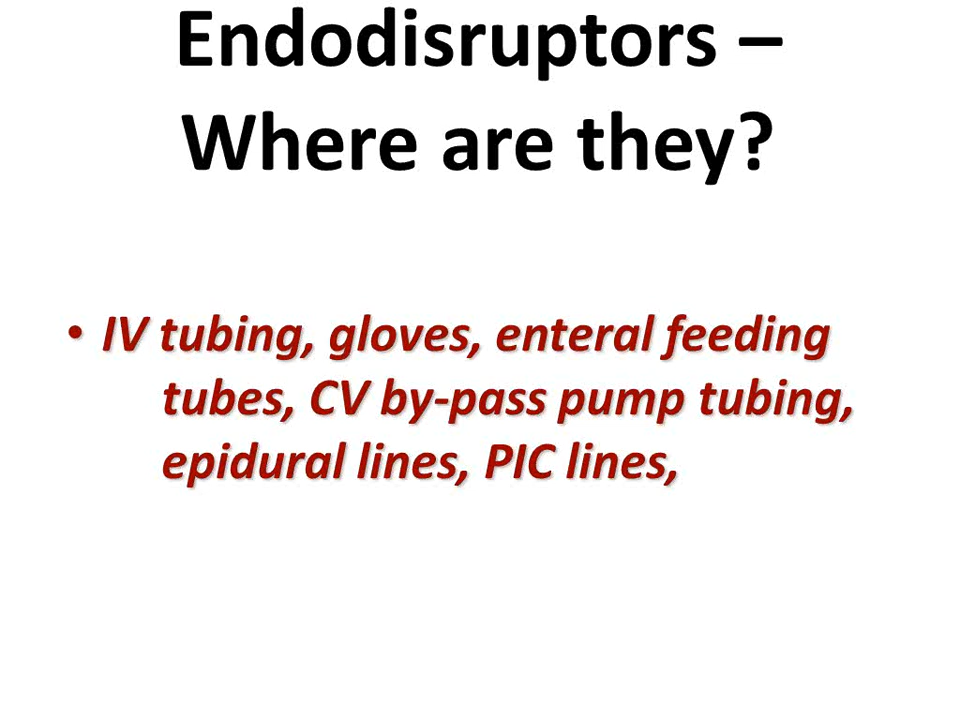 Endodisruptors –
Where are they?
• IV tubing, gloves, enteral feeding
tubes, CV by-pass pump tubing,
epidural lines, PIC lines,